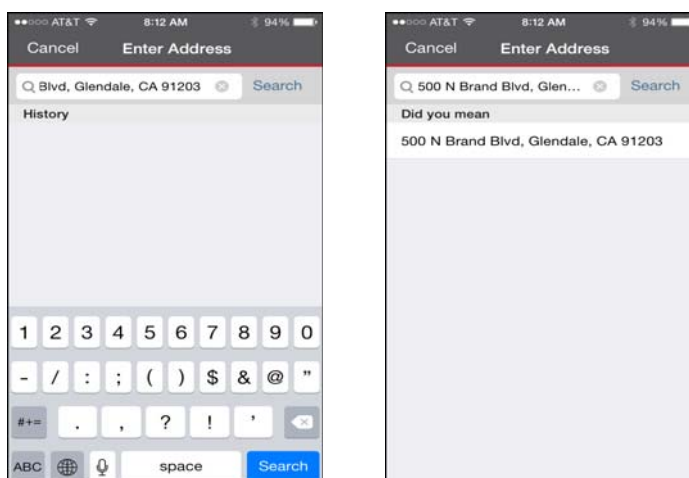 AT&T 8:12 AM 94%
Cancel Enter Address
Blvd, Glendale, CA 91203 Search
History
1 2 3 4 5 6 7 8 9 0
- / : ; ( ) $ & @ "
#+= . , ? ! '
ABC space Search
AT&T 8:12 AM 94%
Cancel Enter Address
500 N Brand Blvd, Glen... Search
Did you mean
500 N Brand Blvd, Glendale, CA 91203